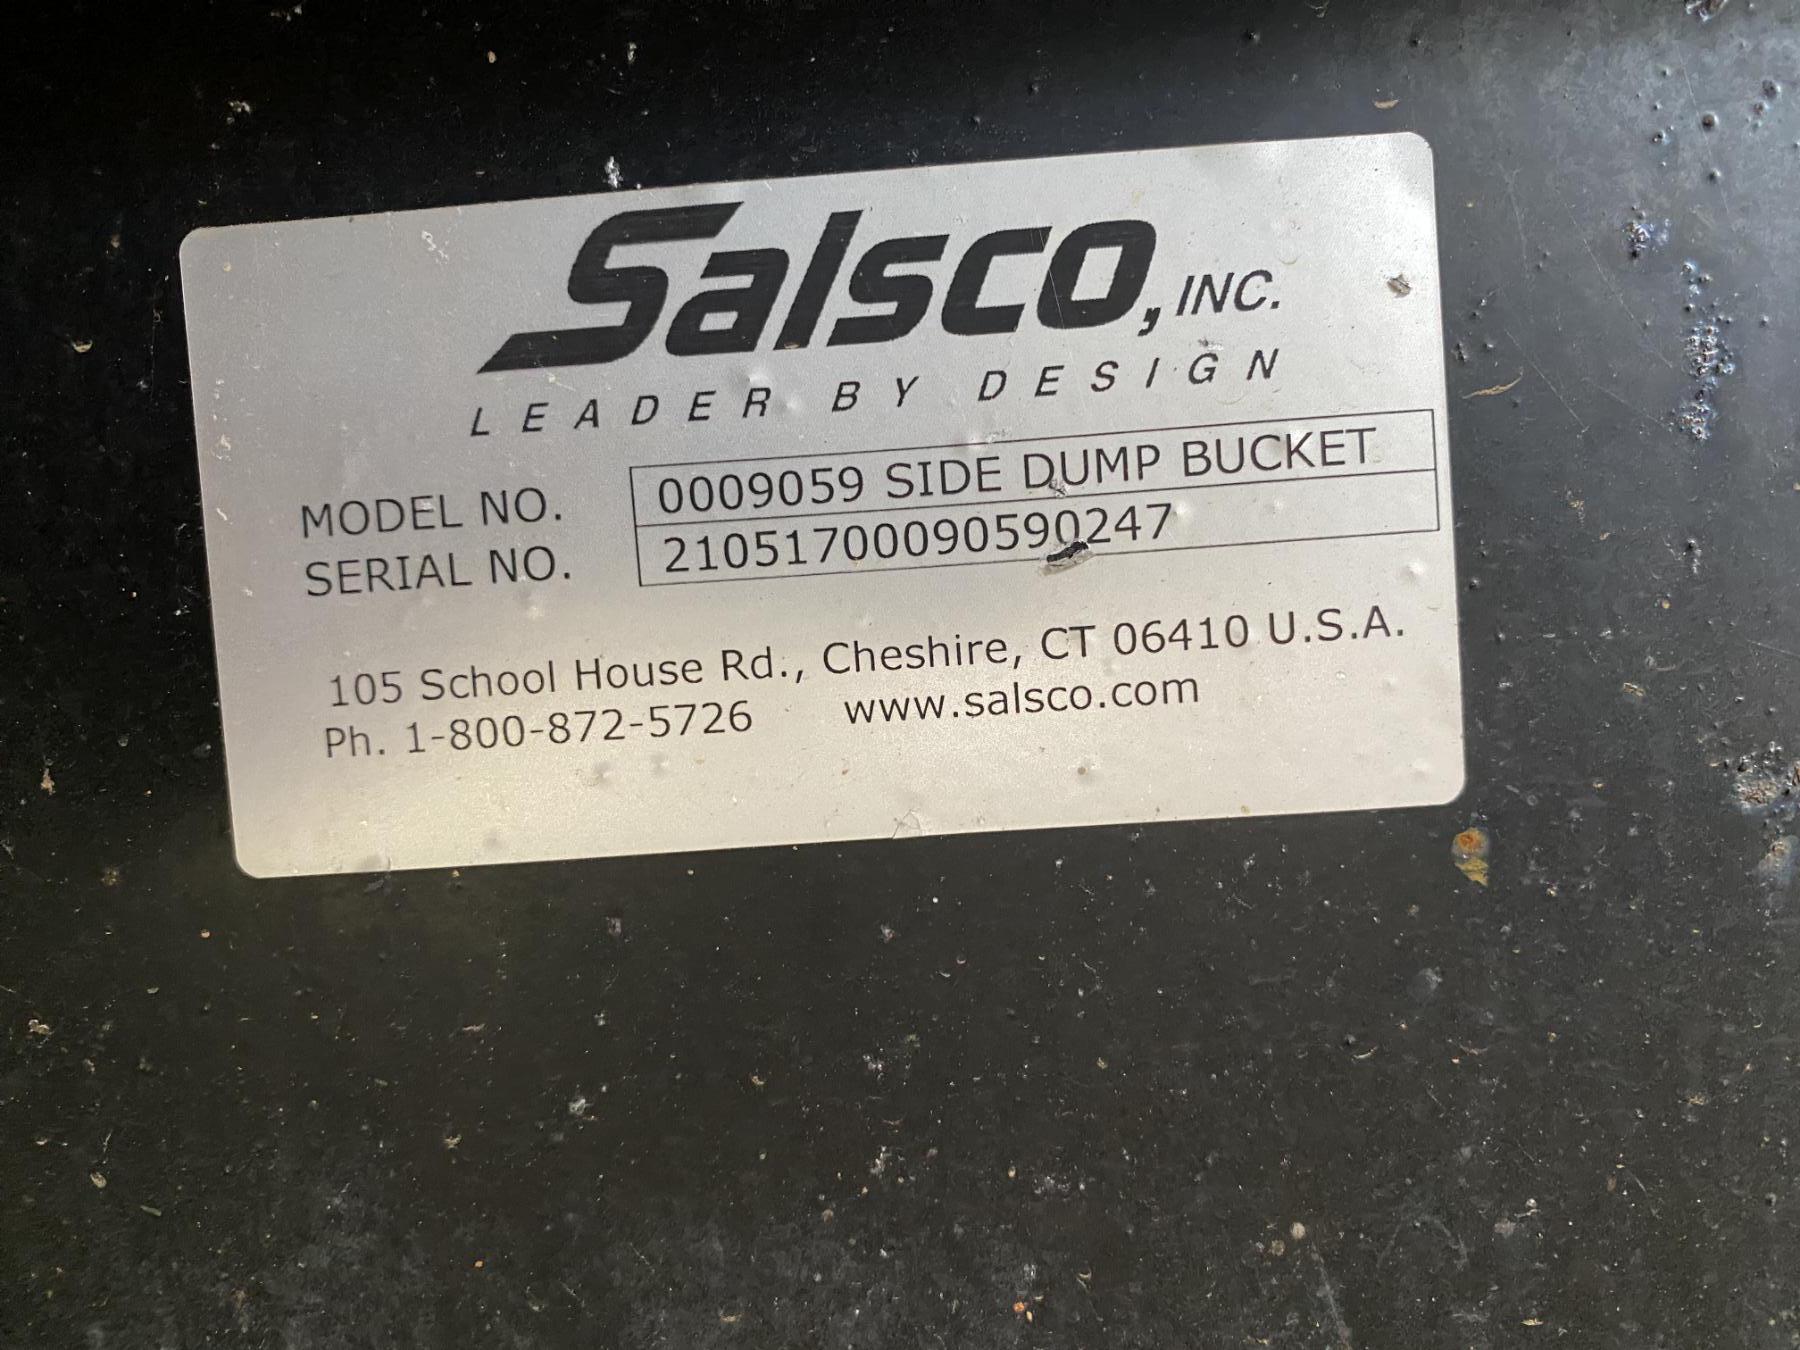 Salsco, INC.
LEADER BY DESIGN
MODEL NO. 0009059 SIDE DUMP BUCKET
SERIAL NO. 21051700090590247
105 School House Rd., Cheshire, CT 06410 U.S.A.
Ph. 1-800-872-5726 www.salsco.com